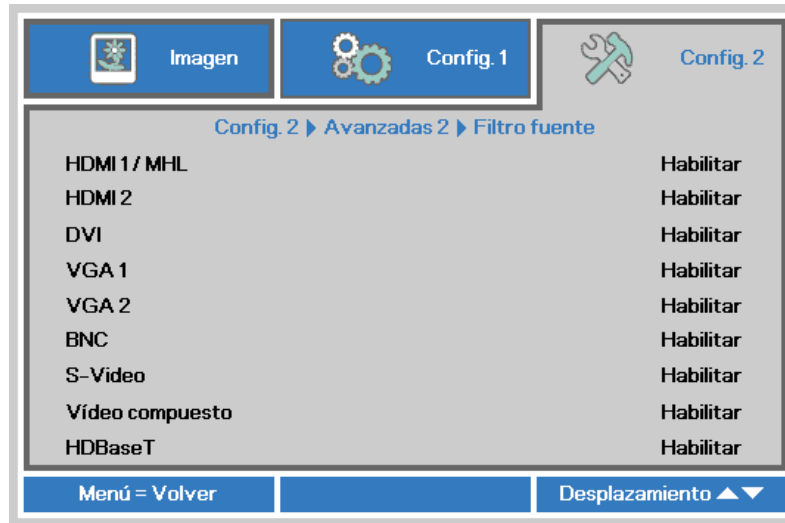 Imagen Config. 1 Config. 2
Config. 2 ▶ Avanzadas 2 ▶ Filtro fuente
HDMI 1 / MHL Habilitar
HDMI 2 Habilitar
DVI Habilitar
VGA 1 Habilitar
VGA 2 Habilitar
BNC Habilitar
S-Video Habilitar
Vídeo compuesto Habilitar
HDBaseT Habilitar
Menú = Volver Desplazamiento ▲▼